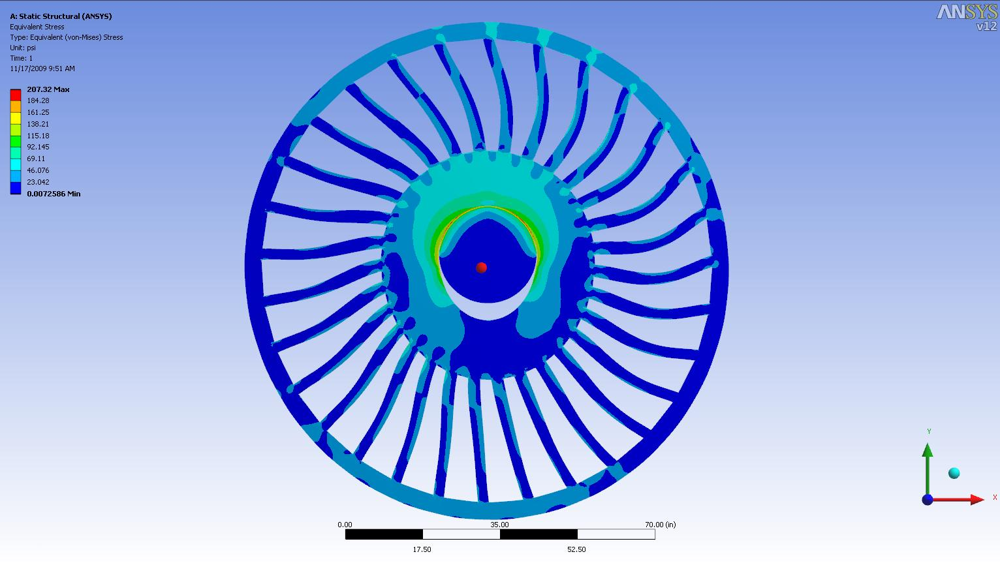 A: Static Structural (ANSYS)
Equivalent Stress
Type: Equivalent (von-Mises) Stress
Unit: psi
Time: 1
11/17/2009 9:51 AM
207.32 Max
184.28
161.25
138.21
115.18
92.145
69.11
46.076
23.042
0.0072586 Min
ANSYS
v12
Y
X
0.00 35.00 70.00 (in)
17.50 52.50